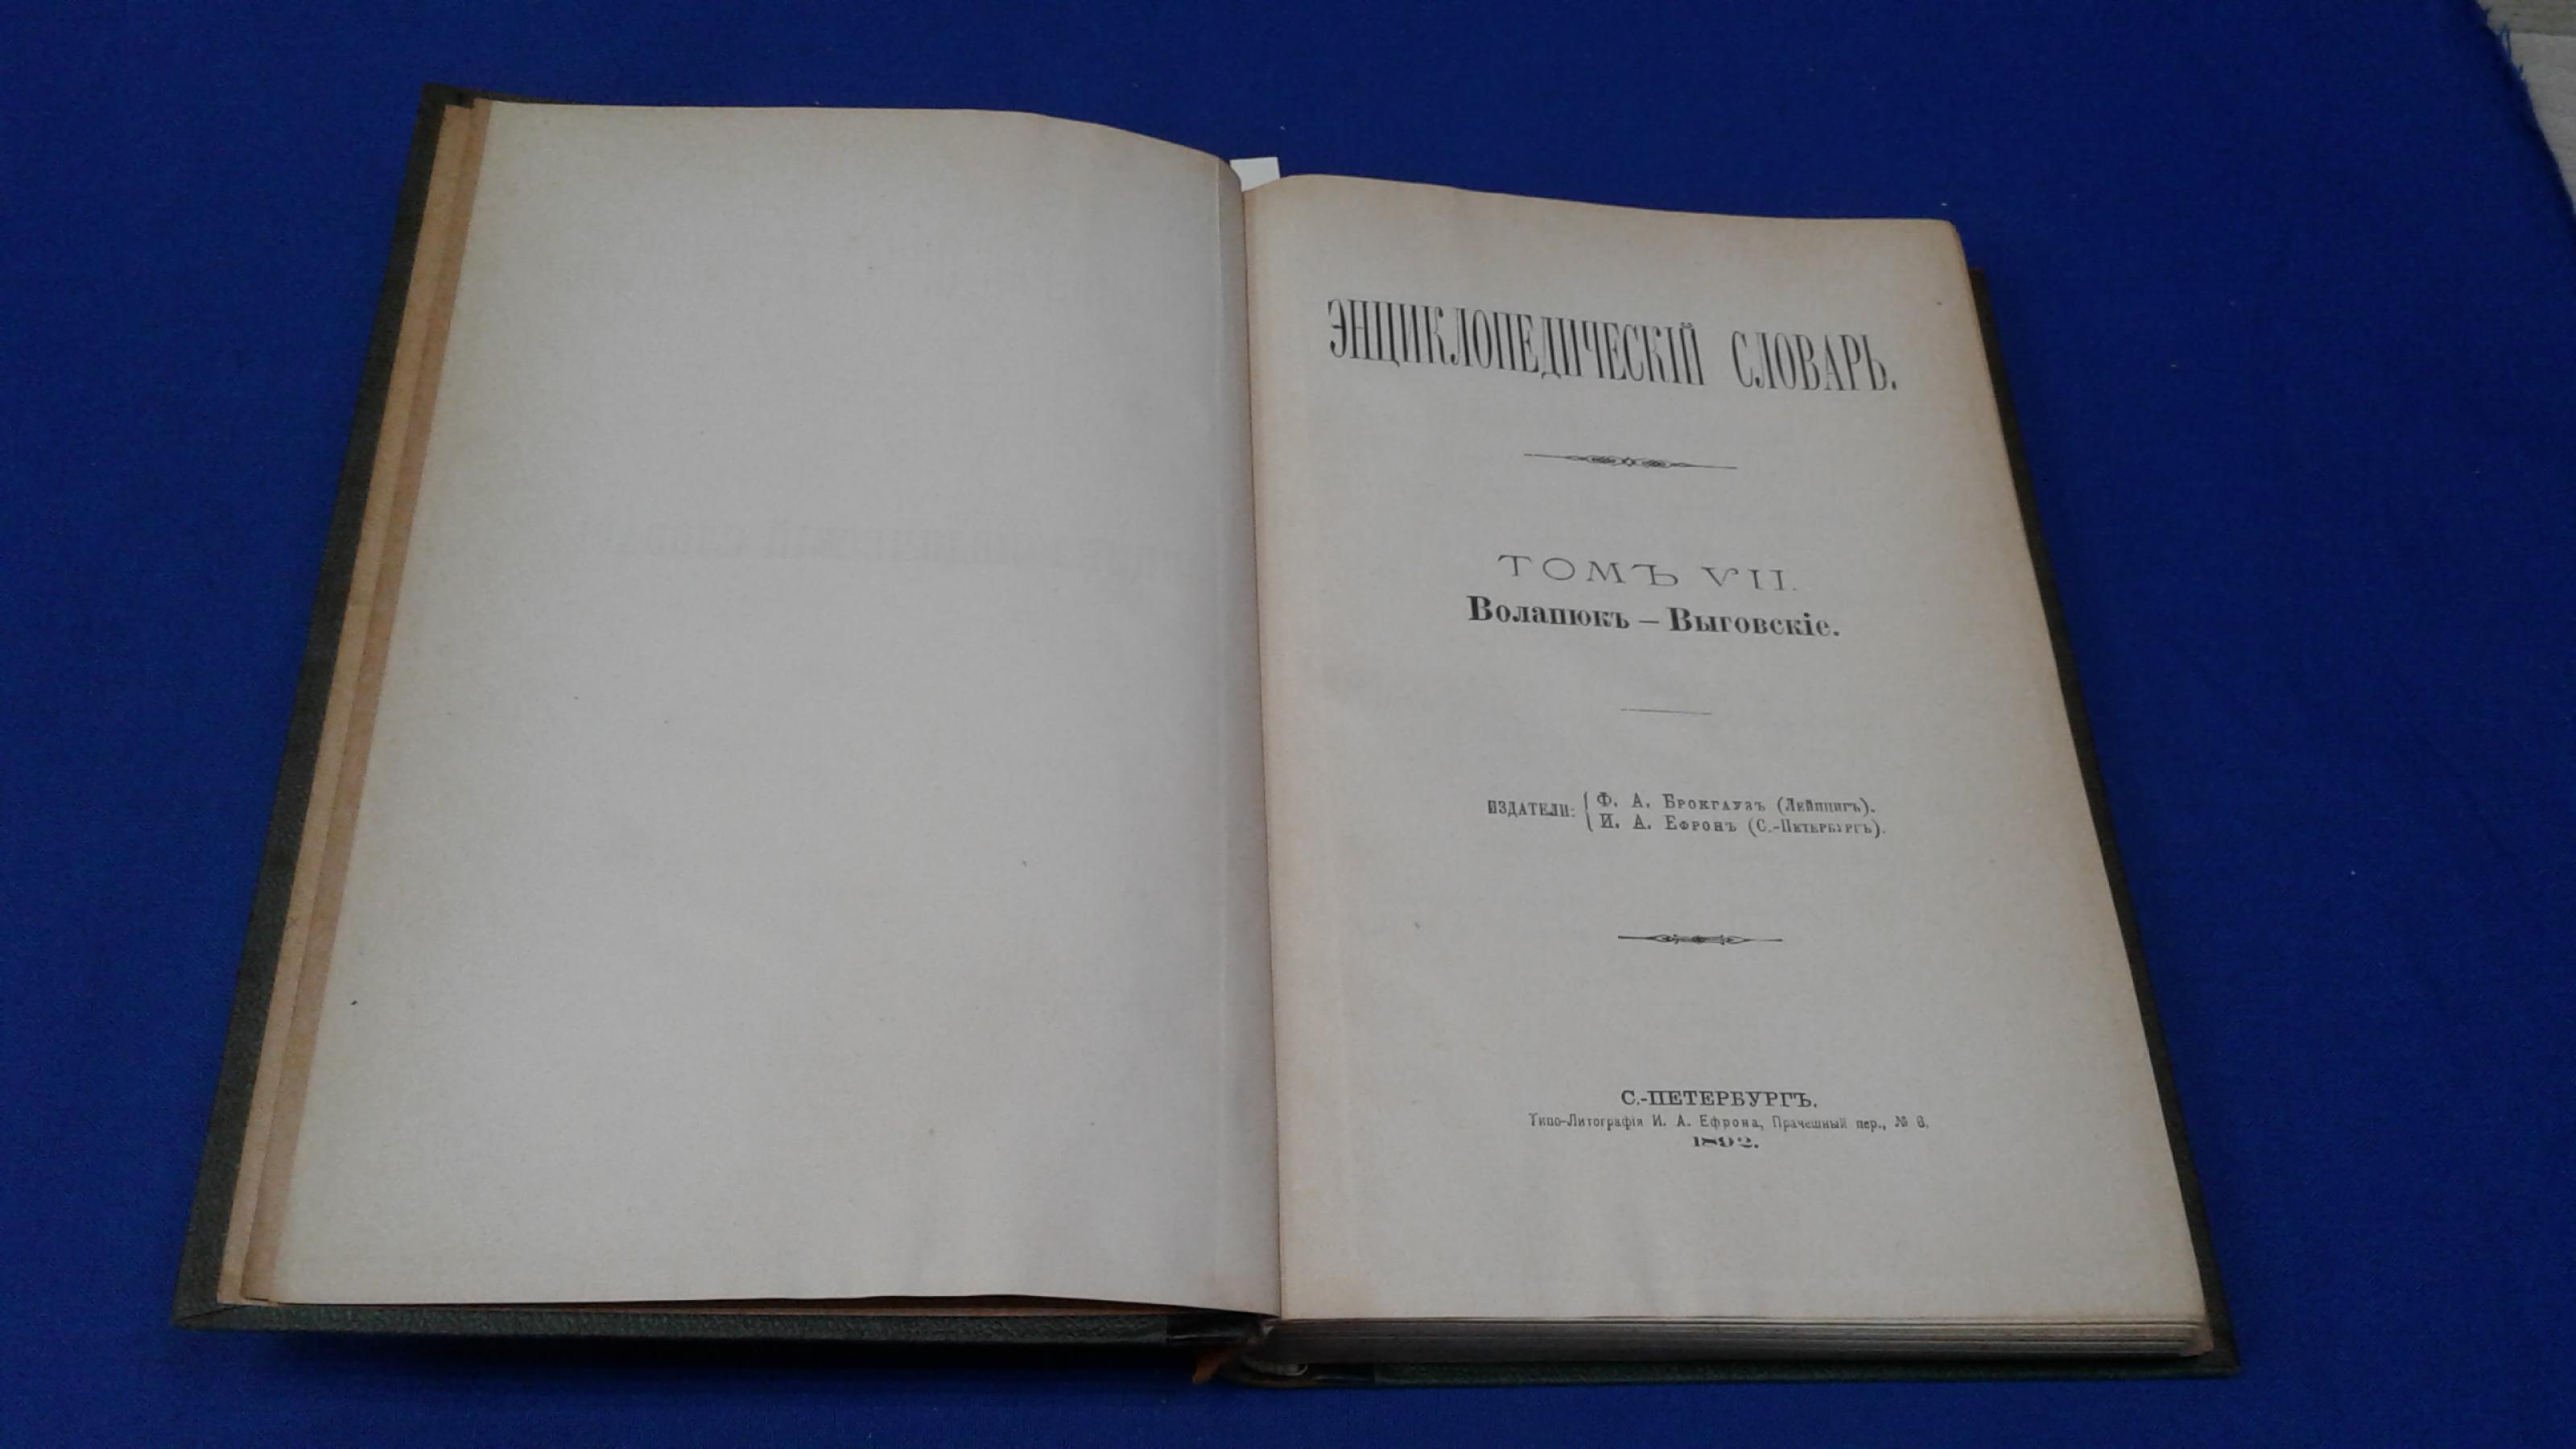 ЭНЦИКЛОПЕДИЧЕСКІЙ СЛОВАРЬ.
ТОМЪ VII.
Волапюкъ – Выговскіе.
ИЗДАТЕЛИ: { Ф. А. Брокгаузъ (Лейпцигъ).
И. А. Ефронъ (С.-Петербургъ).
С.-ПЕТЕРБУРГЪ.
Типо-Литографія И. А. Ефрона, Прачешный пер., № 6.
1892.